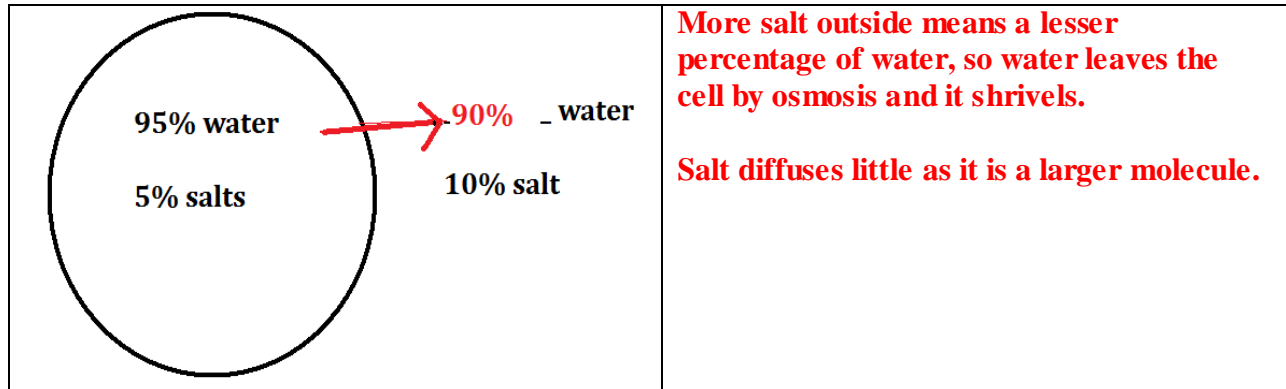 95% water
90% _ water
5% salts
10% salt
More salt outside means a lesser
percentage of water, so water leaves the
cell by osmosis and it shrivels.
Salt diffuses little as it is a larger molecule.